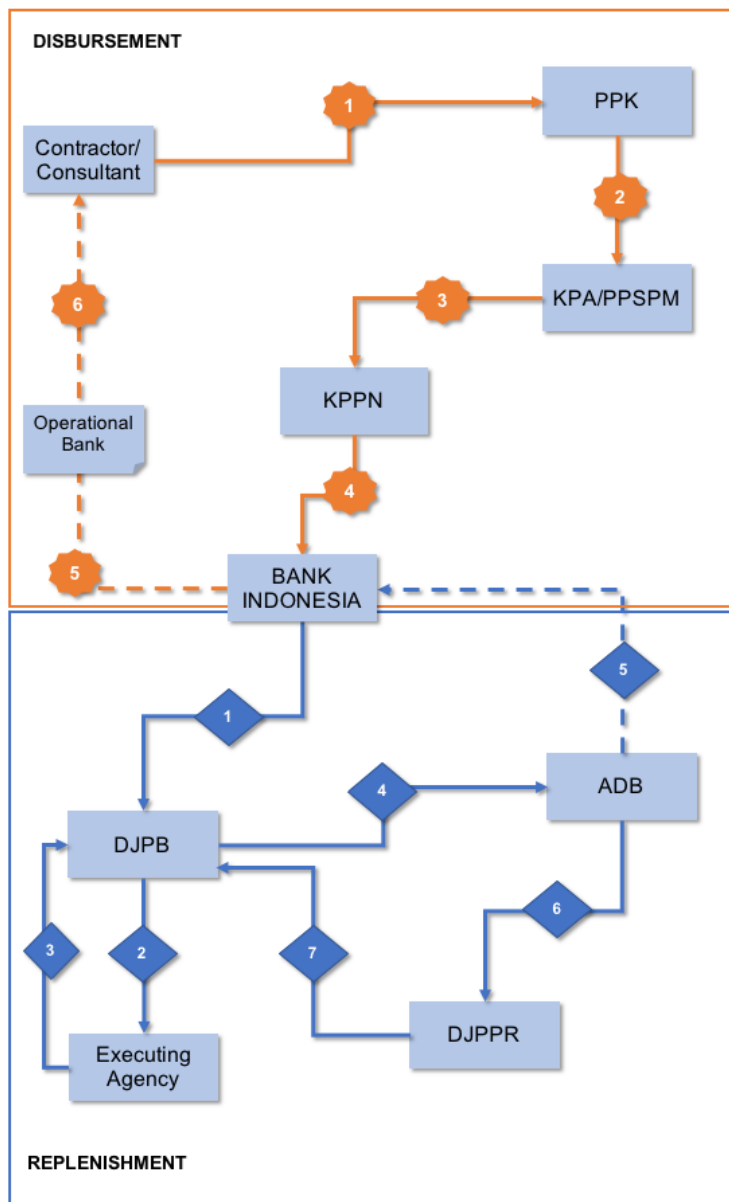 DISBURSEMENT
1
PPK
Contractor/
Consultant
2
KPA/PPSPM
3
6
KPPN
Operational
Bank
4
5
BANK
INDONESIA
5
1
ADB
4
DJPB
6
3
2
7
DJPPR
Executing
Agency
REPLENISHMENT